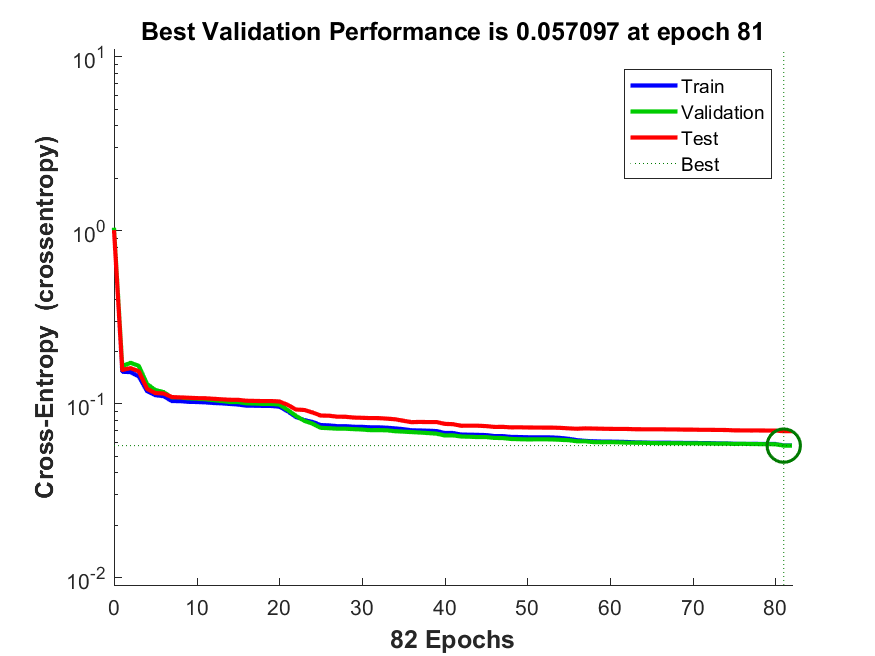 Best Validation Performance is 0.057097 at epoch 81
Cross-Entropy (crossentropy)
10^1
10^0
10^-1
10^-2
Train
Validation
Test
Best
0 10 20 30 40 50 60 70 80
82 Epochs